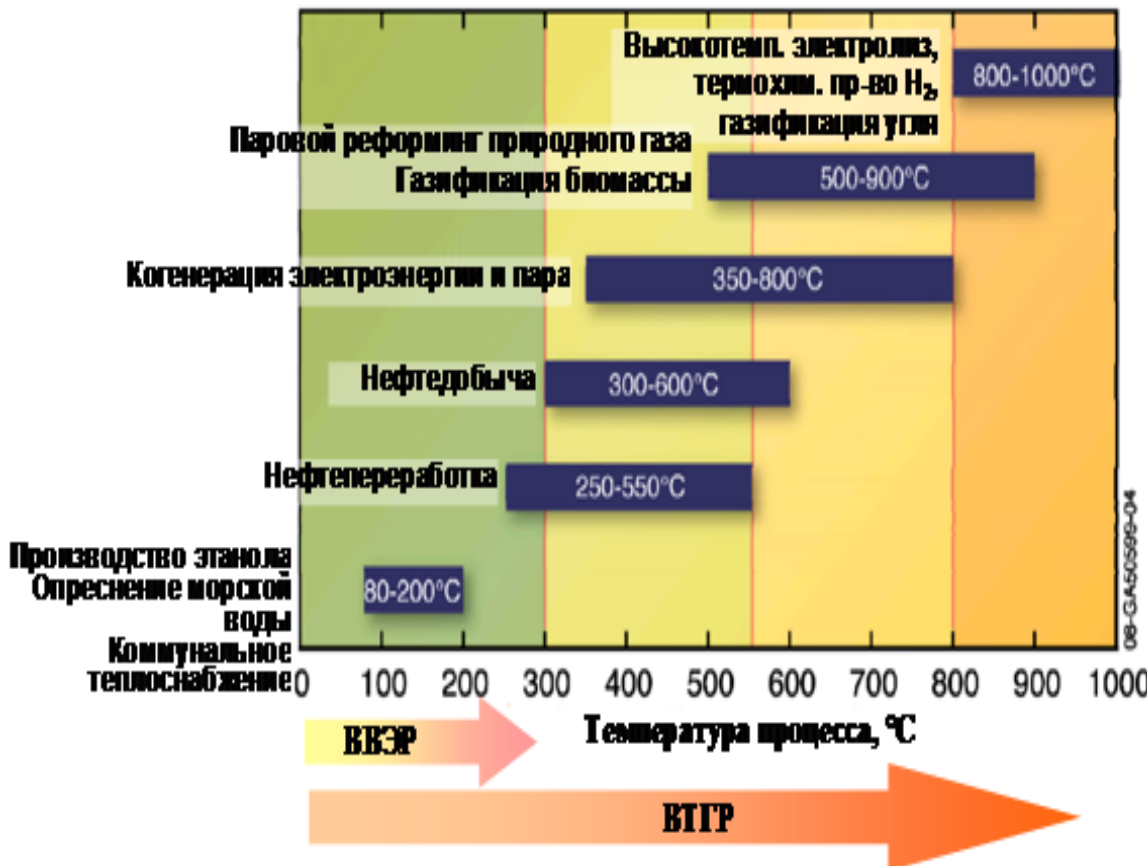 Высокотемп. электролиз,
термохим. пр-во H₂,
газификация угля
800-1000°C
Паровой реформинг природного газа
Газификация биомассы
500-900°C
Когенерация электроэнергии и пара
350-800°C
Нефтедобыча
300-600°C
Нефтепереработка
250-550°C
Производство этанола
Опреснение морской
воды
Коммунальное
теплоснабжение
80-200°C
08-GA50599-04
0 100 200 300 400 500 600 700 800 900 1000
Температура процесса, °C
ВВЭР
ВТГР